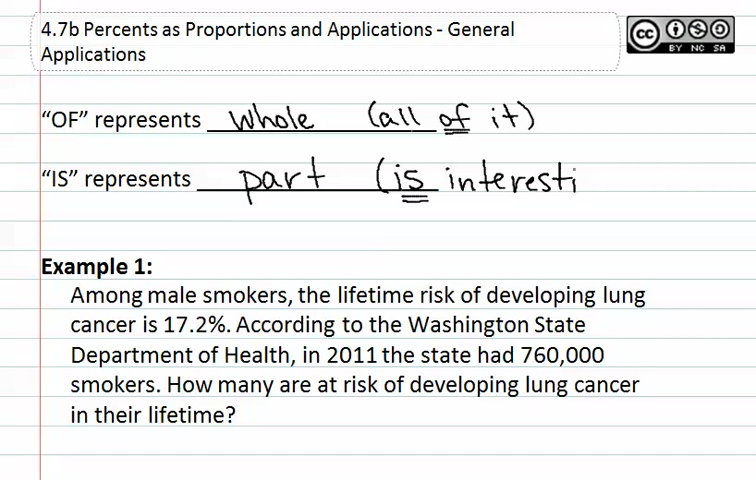 4.7b Percents as Proportions and Applications - General
Applications
cc BY NC SA
"OF" represents whole (all of it)
"IS" represents part (is interesti
Example 1:
Among male smokers, the lifetime risk of developing lung
cancer is 17.2%. According to the Washington State
Department of Health, in 2011 the state had 760,000
smokers. How many are at risk of developing lung cancer
in their lifetime?